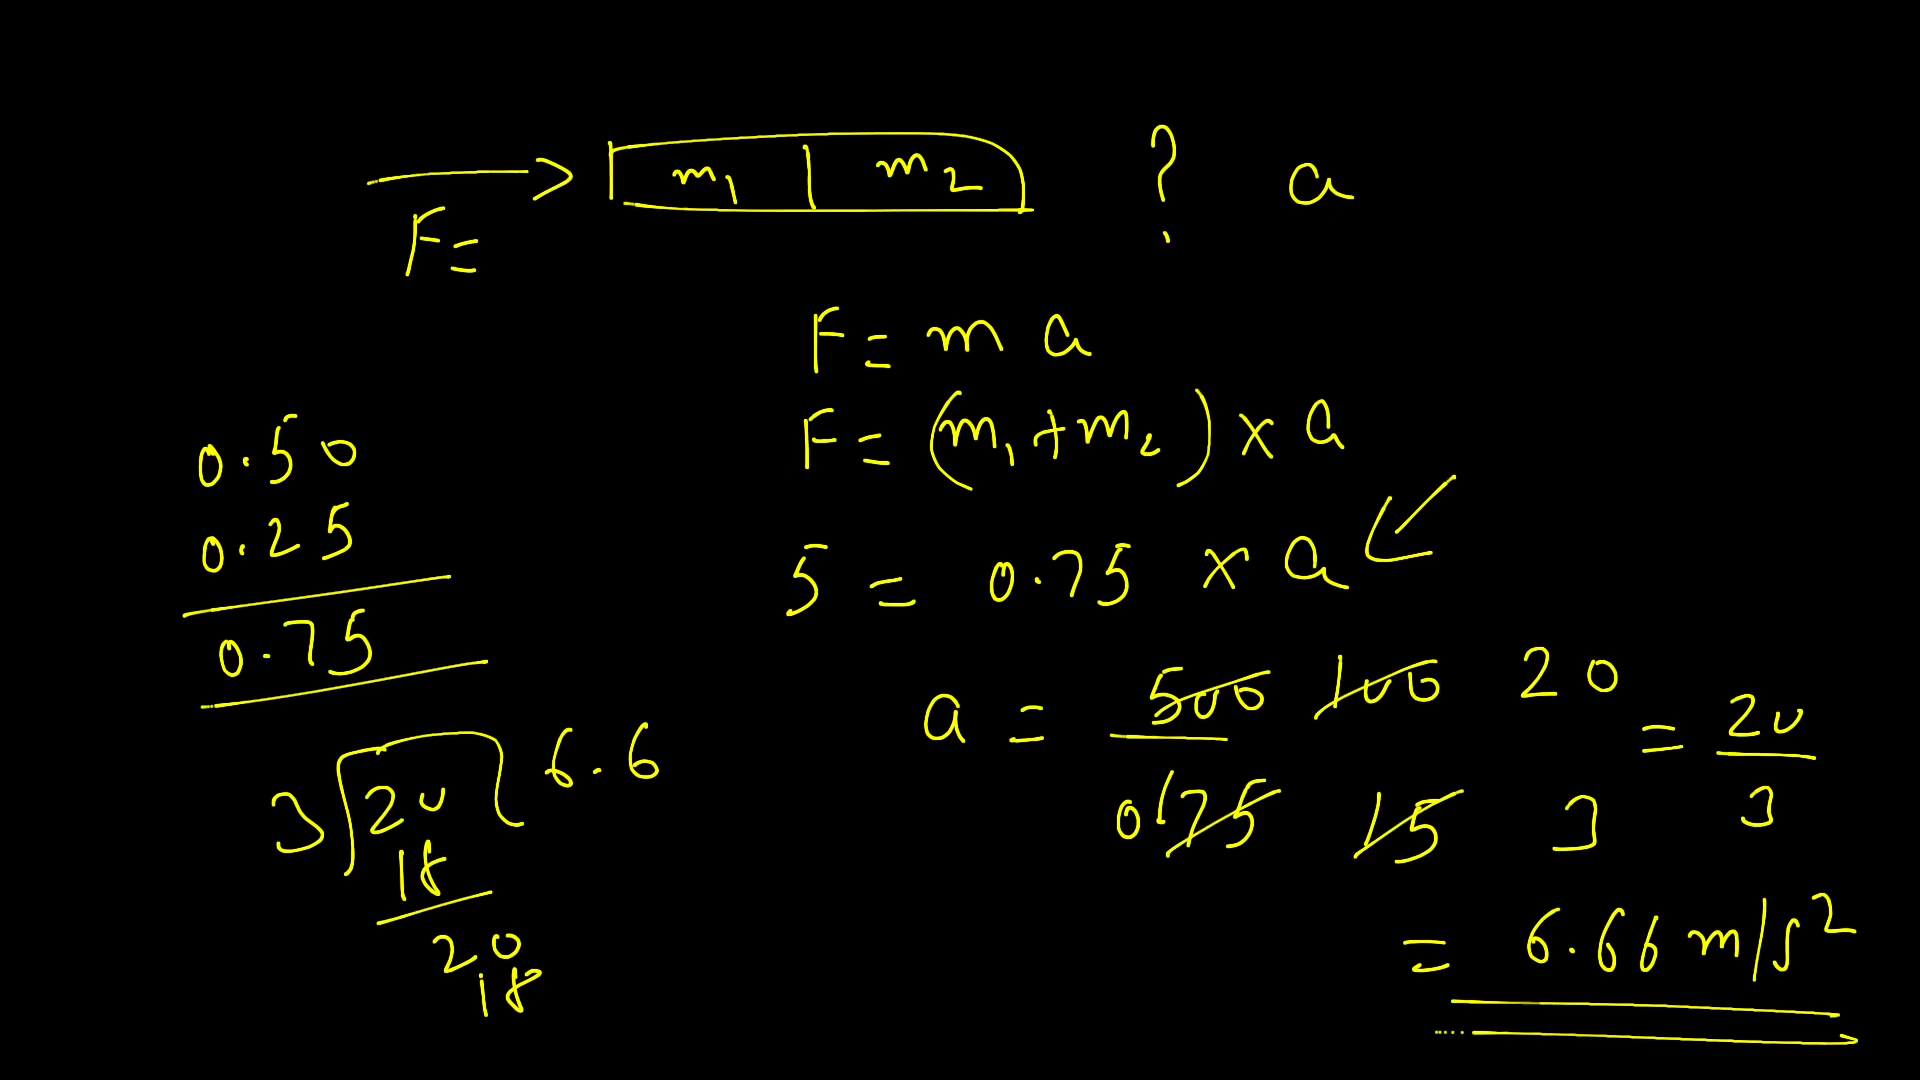 m1 m2 ? a
F=
F = m a
F = (m1 + m2) x a
5 = 0.75 x a
0.50
0.25
0.75
a = 500 100 20 = 20
0.75 15 3 3
= 6.66 m/s²
3 20 6.6
18
20
18